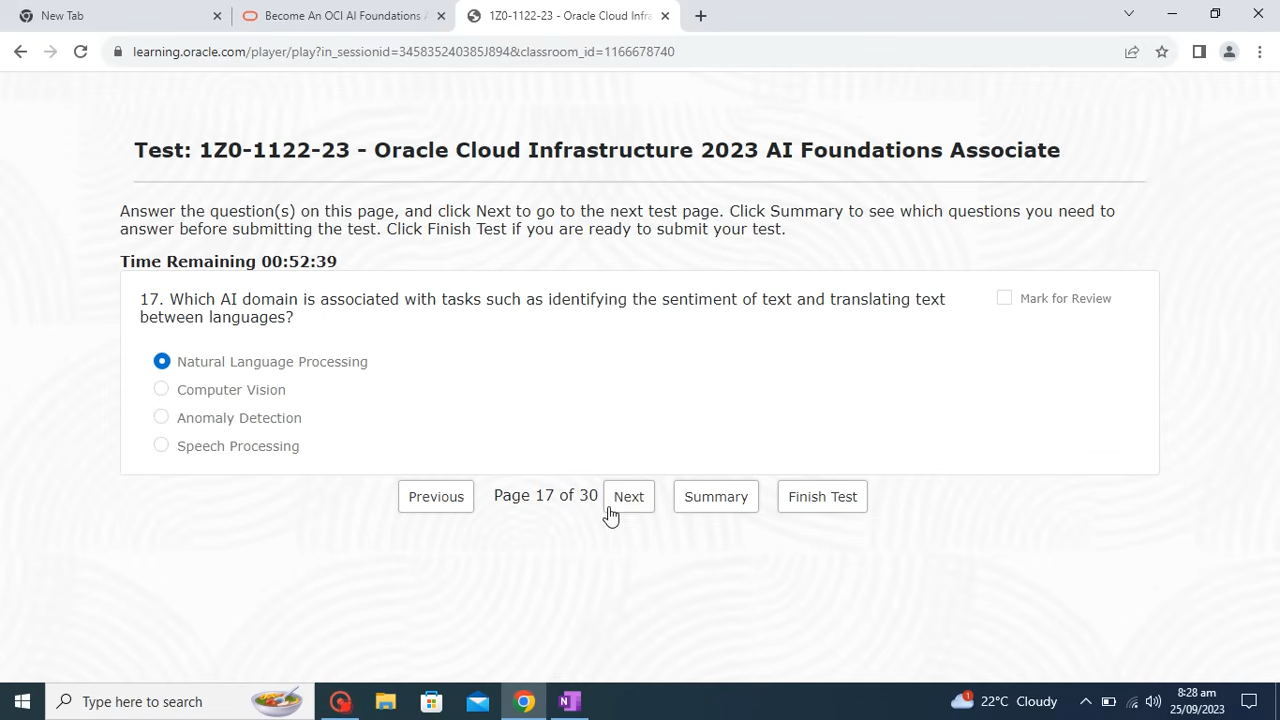 New Tab
Become An OCI AI Foundations A
1Z0-1122-23 - Oracle Cloud Infra
learning.oracle.com/player/play?in_sessionid=345835240385J894&classroom_id=1166678740
Test: 1Z0-1122-23 - Oracle Cloud Infrastructure 2023 AI Foundations Associate
Answer the question(s) on this page, and click Next to go to the next test page. Click Summary to see which questions you need to
answer before submitting the test. Click Finish Test if you are ready to submit your test.
Time Remaining 00:52:39
17. Which AI domain is associated with tasks such as identifying the sentiment of text and translating text
between languages?
Mark for Review
Natural Language Processing
Computer Vision
Anomaly Detection
Speech Processing
Previous Page 17 of 30 Next Summary Finish Test
Type here to search
1
22°C Cloudy
8:28 am
25/09/2023